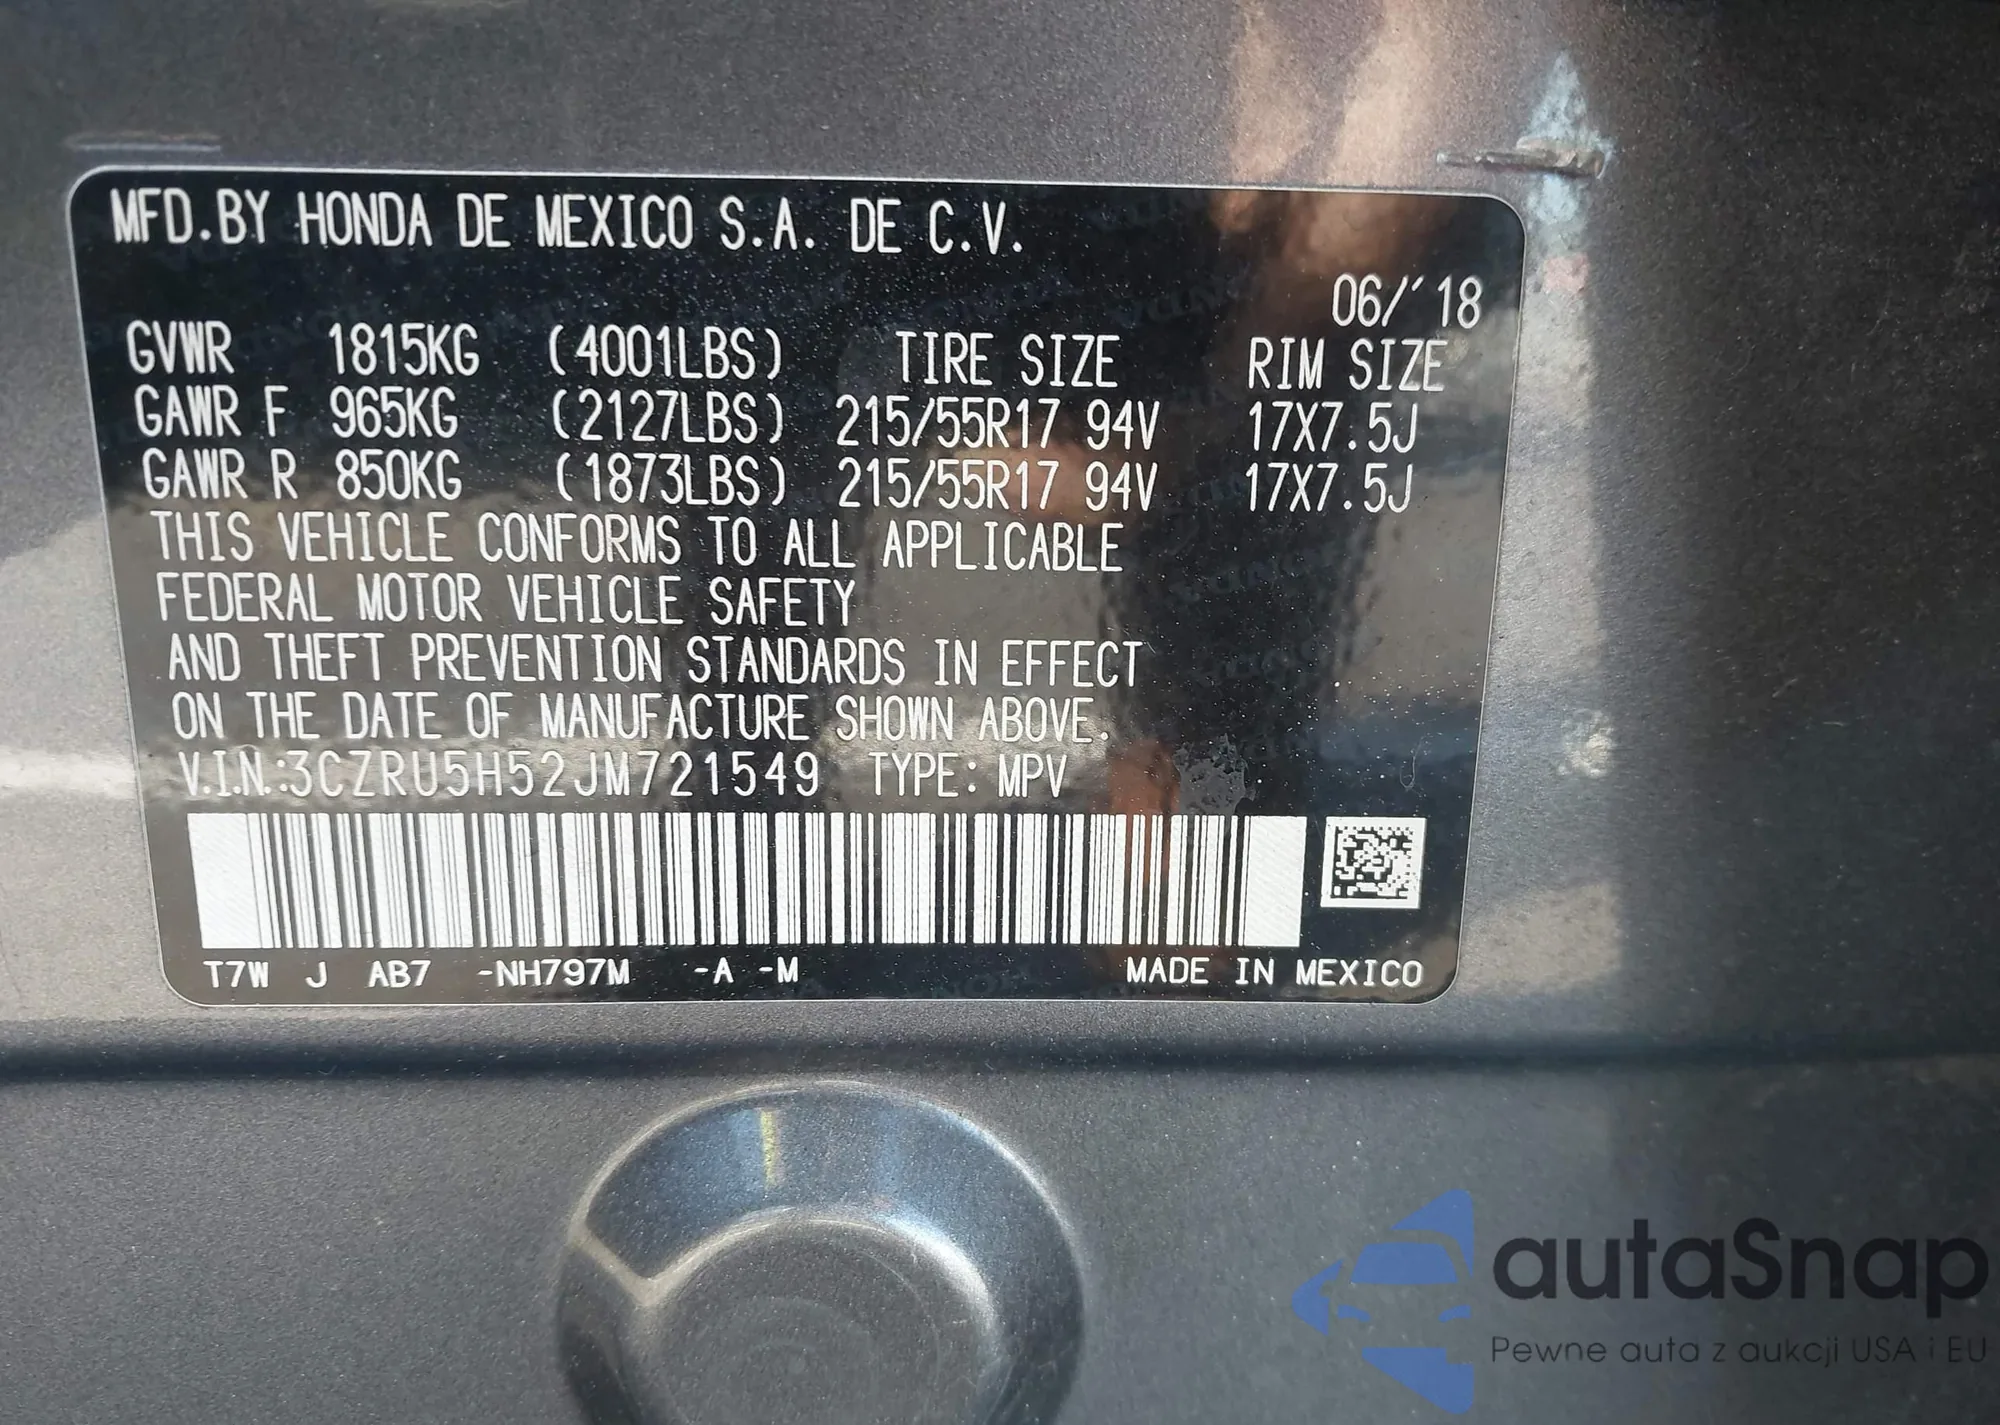 MFD.BY HONDA DE MEXICO S.A. DE C.V.
06/'18
GVWR 1815KG (4001LBS) TIRE SIZE RIM SIZE
GAWR F 965KG (2127LBS) 215/55R17 94V 17X7.5J
GAWR R 850KG (1873LBS) 215/55R17 94V 17X7.5J
THIS VEHICLE CONFORMS TO ALL APPLICABLE
FEDERAL MOTOR VEHICLE SAFETY
AND THEFT PREVENTION STANDARDS IN EFFECT
ON THE DATE OF MANUFACTURE SHOWN ABOVE.
V.I.N.:3CZRU5H52JM721549 TYPE: MPV
T7W J AB7 -NH797M -A -M MADE IN MEXICO
autaSnap
Pewne auta z aukcji USA i EU